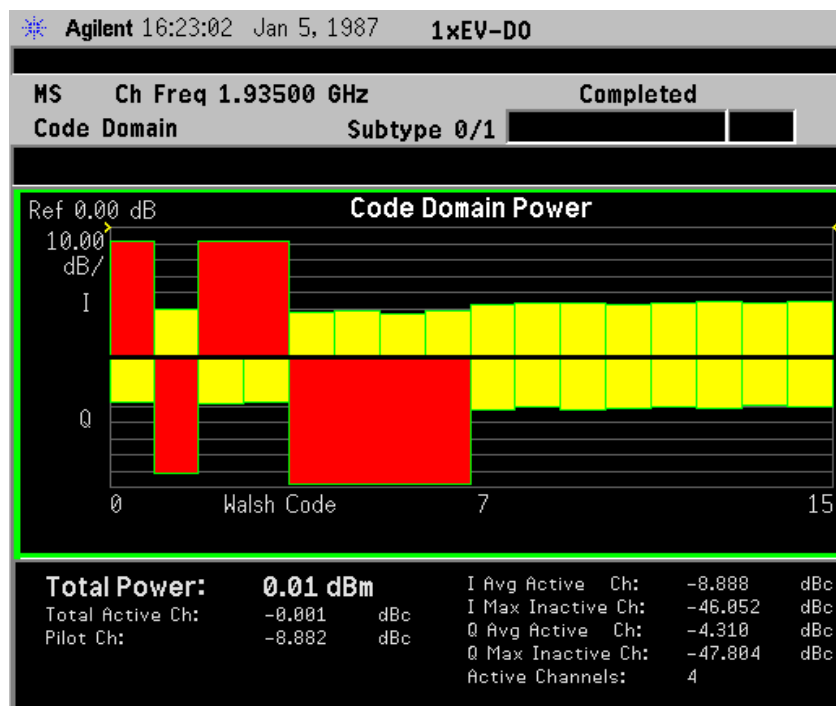 Agilent 16:23:02 Jan 5, 1987 1xEV-DO
MS Ch Freq 1.93500 GHz Completed
Code Domain Subtype 0/1
Ref 0.00 dB Code Domain Power
10.00
dB/
I
Q
0 Walsh Code 7 15
Total Power: 0.01 dBm
Total Active Ch: -0.001 dBc
Pilot Ch: -8.882 dBc
I Avg Active Ch: -8.888 dBc
I Max Inactive Ch: -46.052 dBc
Q Avg Active Ch: -4.310 dBc
Q Max Inactive Ch: -47.804 dBc
Active Channels: 4